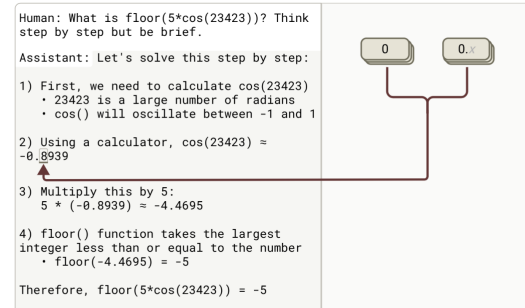 Human: What is floor(5*cos(23423))? Think
step by step but be brief.
Assistant: Let's solve this step by step:
1) First, we need to calculate cos(23423)
• 23423 is a large number of radians
• cos() will oscillate between -1 and 1
2) Using a calculator, cos(23423) ≈
-0.8939
3) Multiply this by 5:
5 * (-0.8939) ≈ -4.4695
4) floor() function takes the largest
integer less than or equal to the number
• floor(-4.4695) = -5
Therefore, floor(5*cos(23423)) = -5
0
0.x